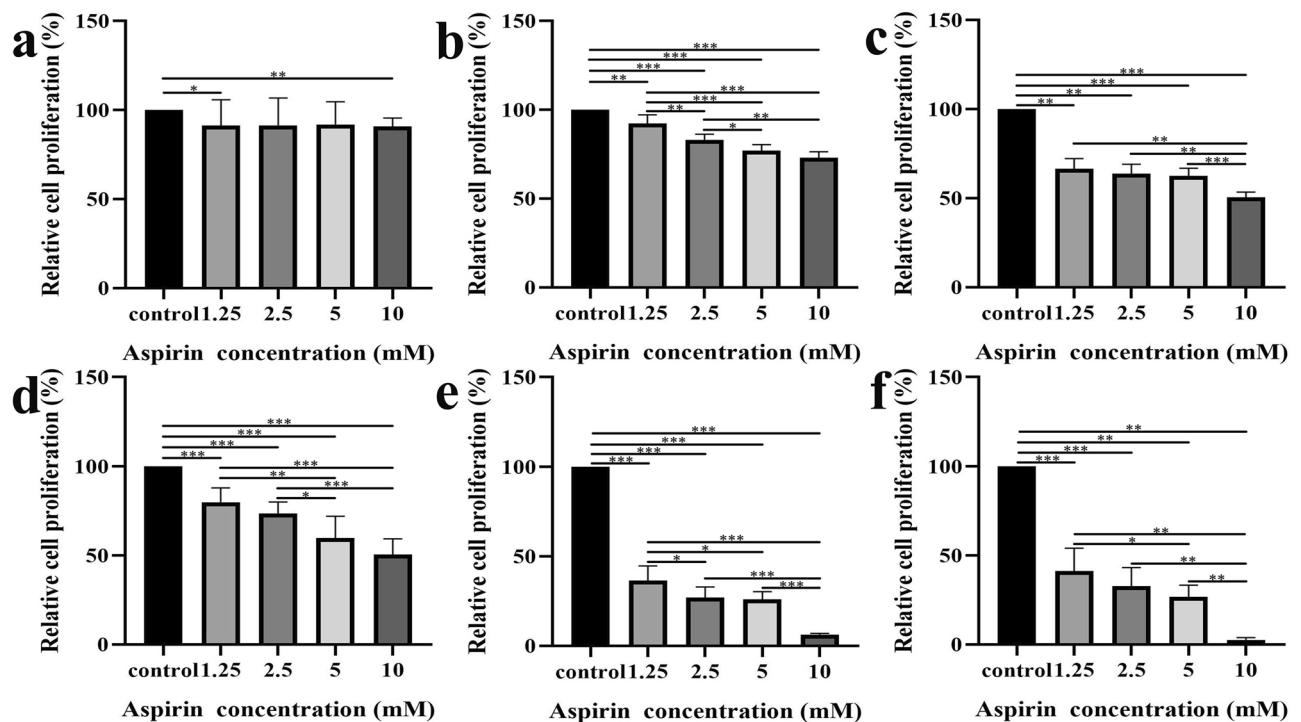 a
Relative cell proliferation (%)
150
100
50
0
**
*
control 1.25 2.5 5 10
Aspirin concentration (mM)
b
Relative cell proliferation (%)
150
100
50
0
***
***
***
**
***
***
**
**
*
control 1.25 2.5 5 10
Aspirin concentration (mM)
c
Relative cell proliferation (%)
150
100
50
0
***
***
**
**
**
**
***
control 1.25 2.5 5 10
Aspirin concentration (mM)
d
Relative cell proliferation (%)
150
100
50
0
***
***
***
***
***
**
***
*
control 1.25 2.5 5 10
Aspirin concentration (mM)
e
Relative cell proliferation (%)
150
100
50
0
***
***
***
***
***
*
*
***
***
control 1.25 2.5 5 10
Aspirin concentration (mM)
f
Relative cell proliferation (%)
150
100
50
0
**
**
***
***
**
*
**
**
control 1.25 2.5 5 10
Aspirin concentration (mM)